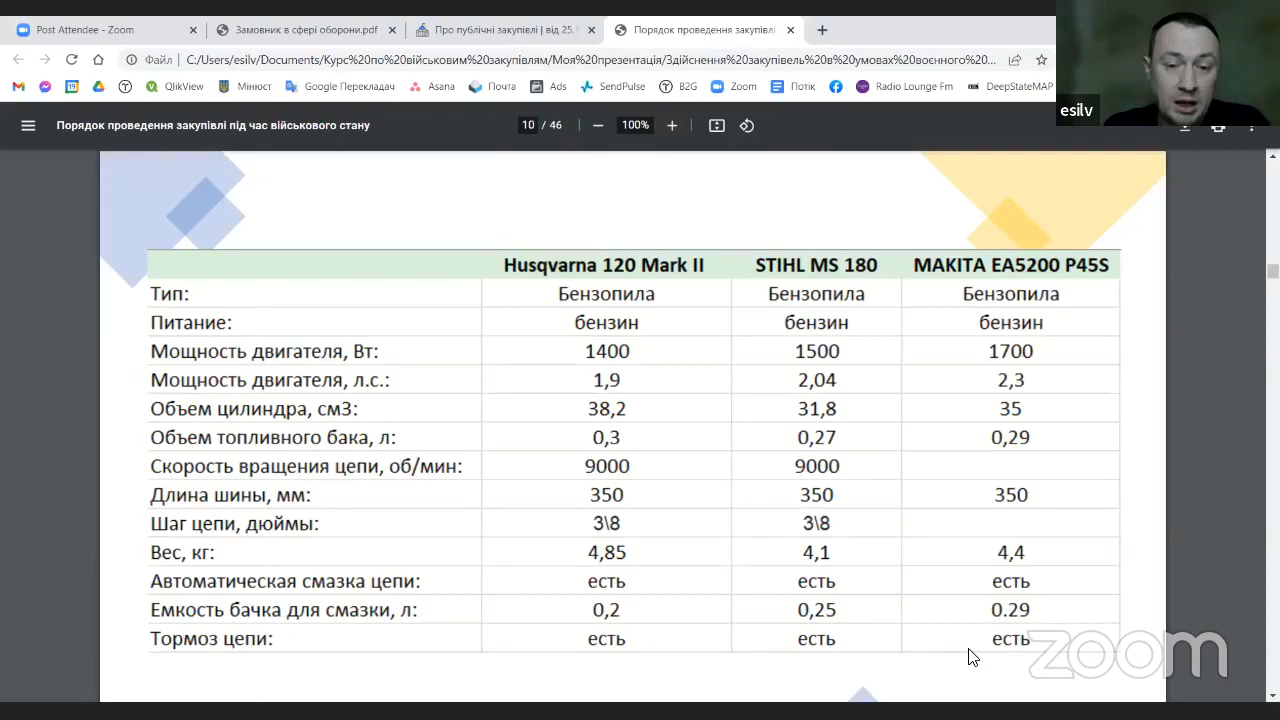 Post Attendee - Zoom
Замовник в сфері оборони.pdf
Про публічні закупівлі | від 25.1
Порядок проведення закупівлі
Файл
C:/Users/esilv/Documents/Курс%20по%20військовим%20закупівлям/Моя%20презентація/Здійснення%20закупівель%20в%20умовах%20воєнного%20...
QlikView
Мінюст
Google Перекладач
Asana
Почта
Ads
SendPulse
B2G
Zoom
Потік
Radio Lounge Fm
DeepStateMAP
esilv
Порядок проведення закупівлі під час військового стану
10 / 46
100%
Husqvarna 120 Mark II STIHL MS 180 MAKITA EA5200 P45S
Тип: Бензопила Бензопила Бензопила
Питание: бензин бензин бензин
Мощность двигателя, Вт: 1400 1500 1700
Мощность двигателя, л.с.: 1,9 2,04 2,3
Объем цилиндра, см3: 38,2 31,8 35
Объем топливного бака, л: 0,3 0,27 0,29
Скорость вращения цепи, об/мин: 9000 9000
Длина шины, мм: 350 350 350
Шаг цепи, дюймы: 3\8 3\8
Вес, кг: 4,85 4,1 4,4
Автоматическая смазка цепи: есть есть есть
Емкость бачка для смазки, л: 0,2 0,25 0.29
Тормоз цепи: есть есть есть
zoom